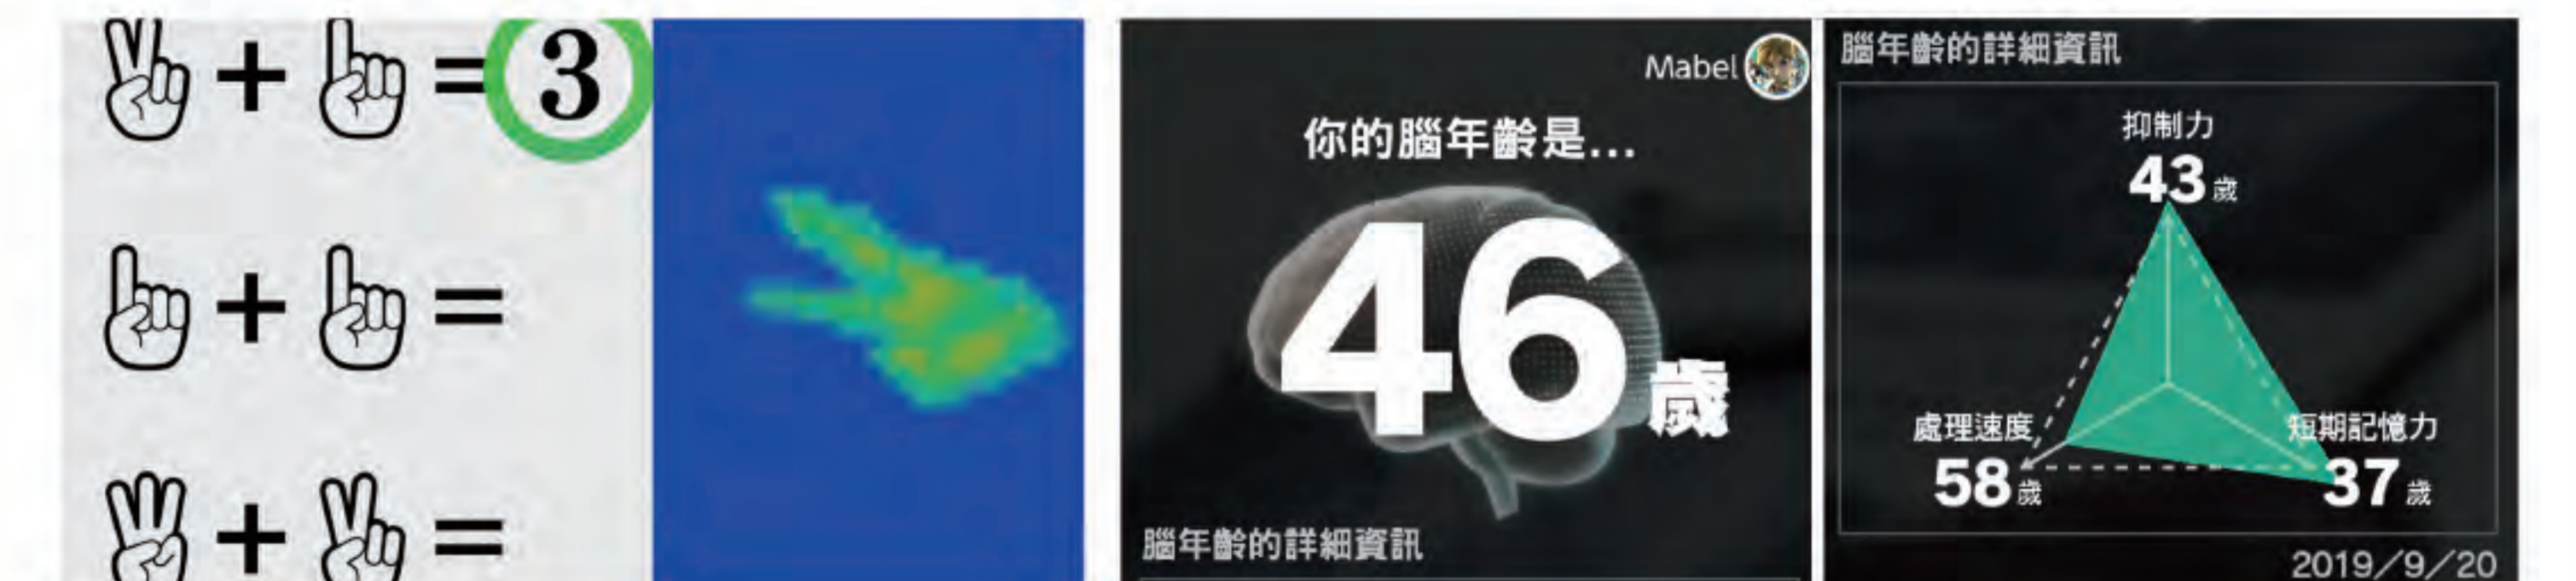 + = 3
+ =
+ =
Mabel
你的腦年齡是...
46歲
腦年齡的詳細資訊
腦年齡的詳細資訊
抑制力
43歲
處理速度
58歲
短期記憶力
37歲
2019/9/20